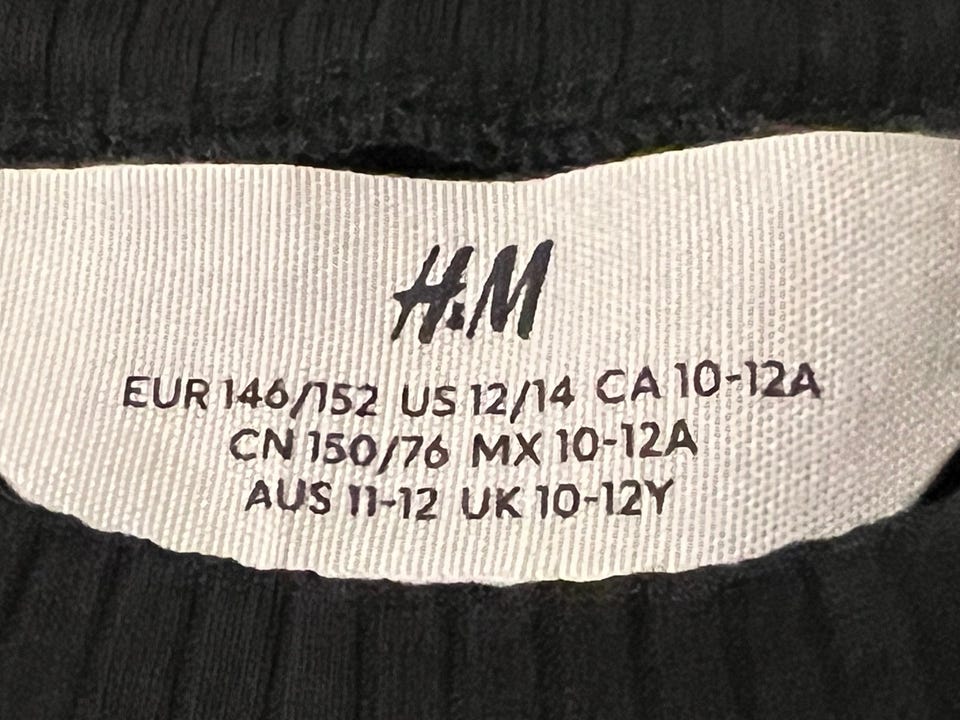 H&M
EUR 146/152 US 12/14 CA 10-12A
CN 150/76 MX 10-12A
AUS 11-12 UK 10-12Y